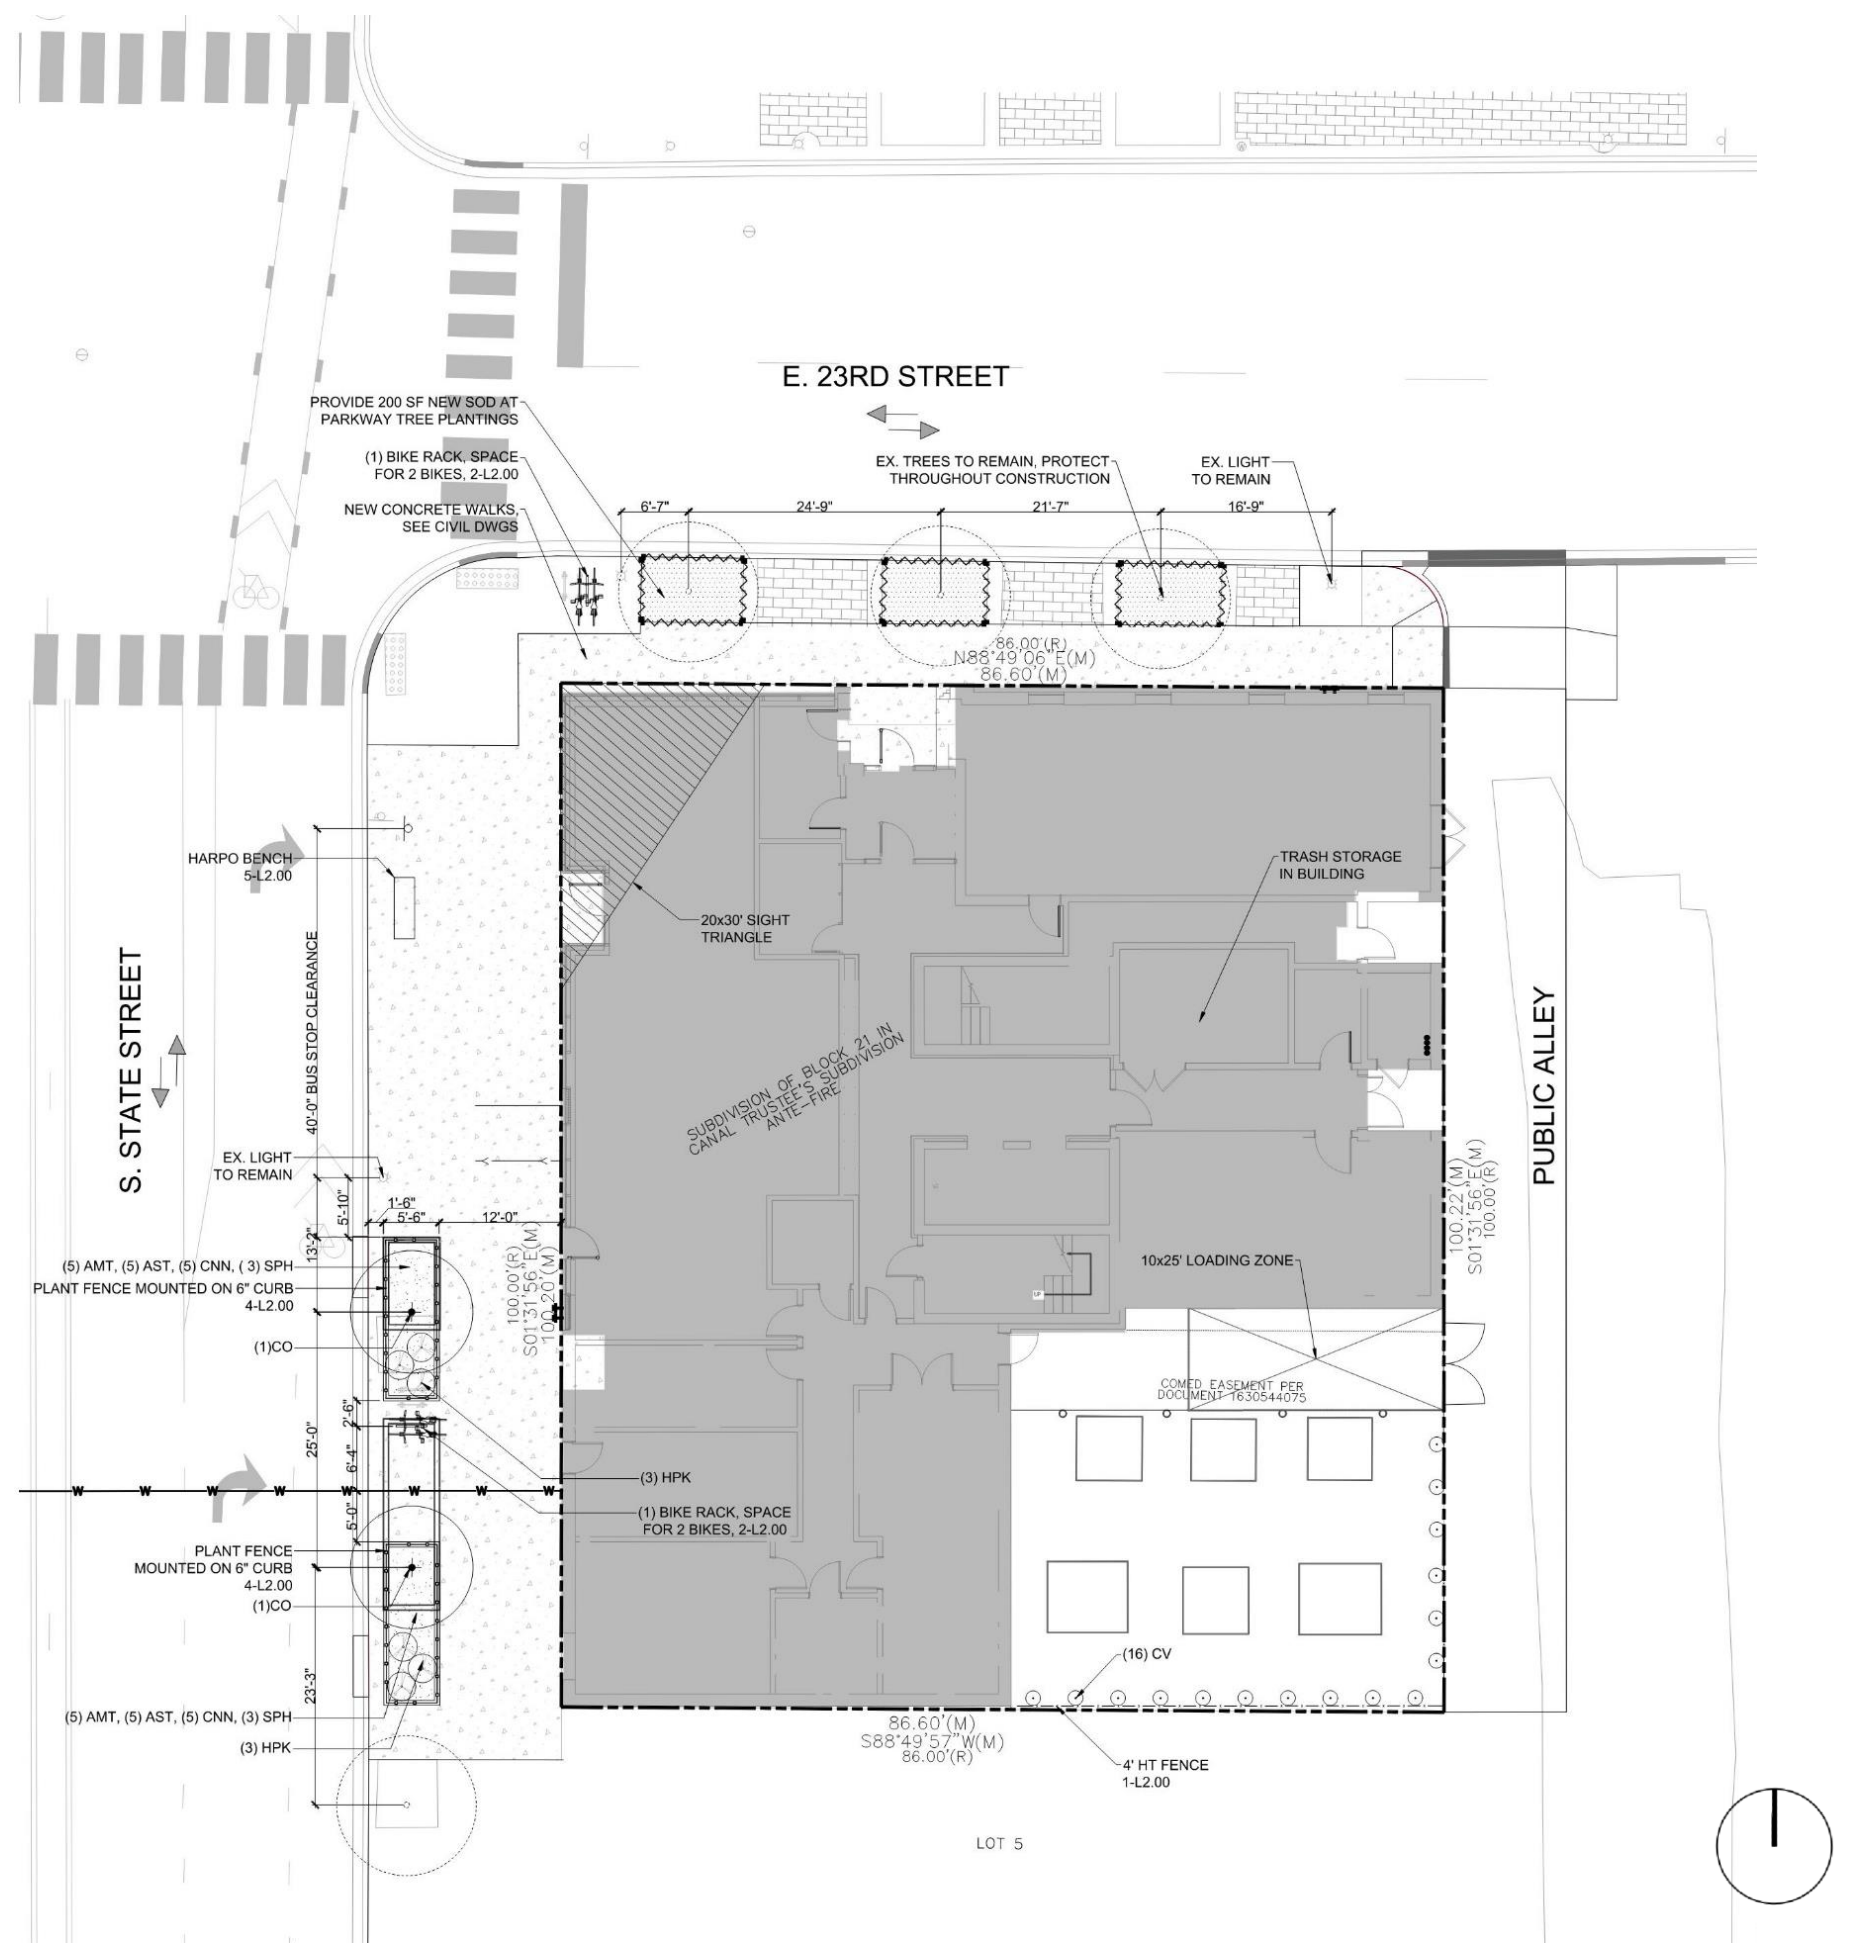 E. 23RD STREET
PROVIDE 200 SF NEW SOD AT
PARKWAY TREE PLANTINGS
(1) BIKE RACK, SPACE
FOR 2 BIKES, 2-L2.00
NEW CONCRETE WALKS,
SEE CIVIL DWGS
EX. TREES TO REMAIN, PROTECT
THROUGHOUT CONSTRUCTION
EX. LIGHT
TO REMAIN
6'-7"
24'-9"
21'-7"
16'-9"
86.00'(R)
N88°49'06"E(M)
86.60'(M)
HARPO BENCH
5-L2.00
20x30' SIGHT
TRIANGLE
TRASH STORAGE
IN BUILDING
S. STATE STREET
40'-0" BUS STOP CLEARANCE
SUBDIVISION OF BLOCK 21 IN
CANAL TRUSTEE'S SUBDIVISION
ANTE-FIRE
PUBLIC ALLEY
100.22'(M)
S01°31'56"E(M)
100.00'(R)
EX. LIGHT
TO REMAIN
5'-10"
1'-6"
5'-6"
12'-0"
13'-2"
100.00'(R)
S01°31'56"E(M)
100.20'(M)
(5) AMT, (5) AST, (5) CNN, ( 3) SPH
PLANT FENCE MOUNTED ON 6" CURB
4-L2.00
(1)CO
10x25' LOADING ZONE
UP
COMED EASEMENT PER
DOCUMENT 1630544075
2'-6"
25'-0"
6'-4"
5'-0"
(3) HPK
W W W W W W W W
(1) BIKE RACK, SPACE
FOR 2 BIKES, 2-L2.00
PLANT FENCE
MOUNTED ON 6" CURB
4-L2.00
(1)CO
23'-3"
(16) CV
(5) AMT, (5) AST, (5) CNN, (3) SPH
(3) HPK
86.60'(M)
S88°49'57"W(M)
86.00'(R)
4' HT FENCE
1-L2.00
LOT 5